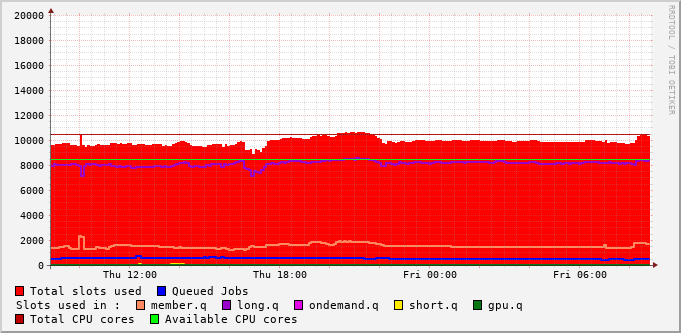 20000
18000
16000
14000
12000
10000
8000
6000
4000
2000
0
Thu 12:00 Thu 18:00 Fri 00:00 Fri 06:00
RRDTOOL / TOBI OETIKER
Total slots used Queued Jobs
Slots used in : member.q long.q ondemand.q short.q gpu.q
Total CPU cores Available CPU cores